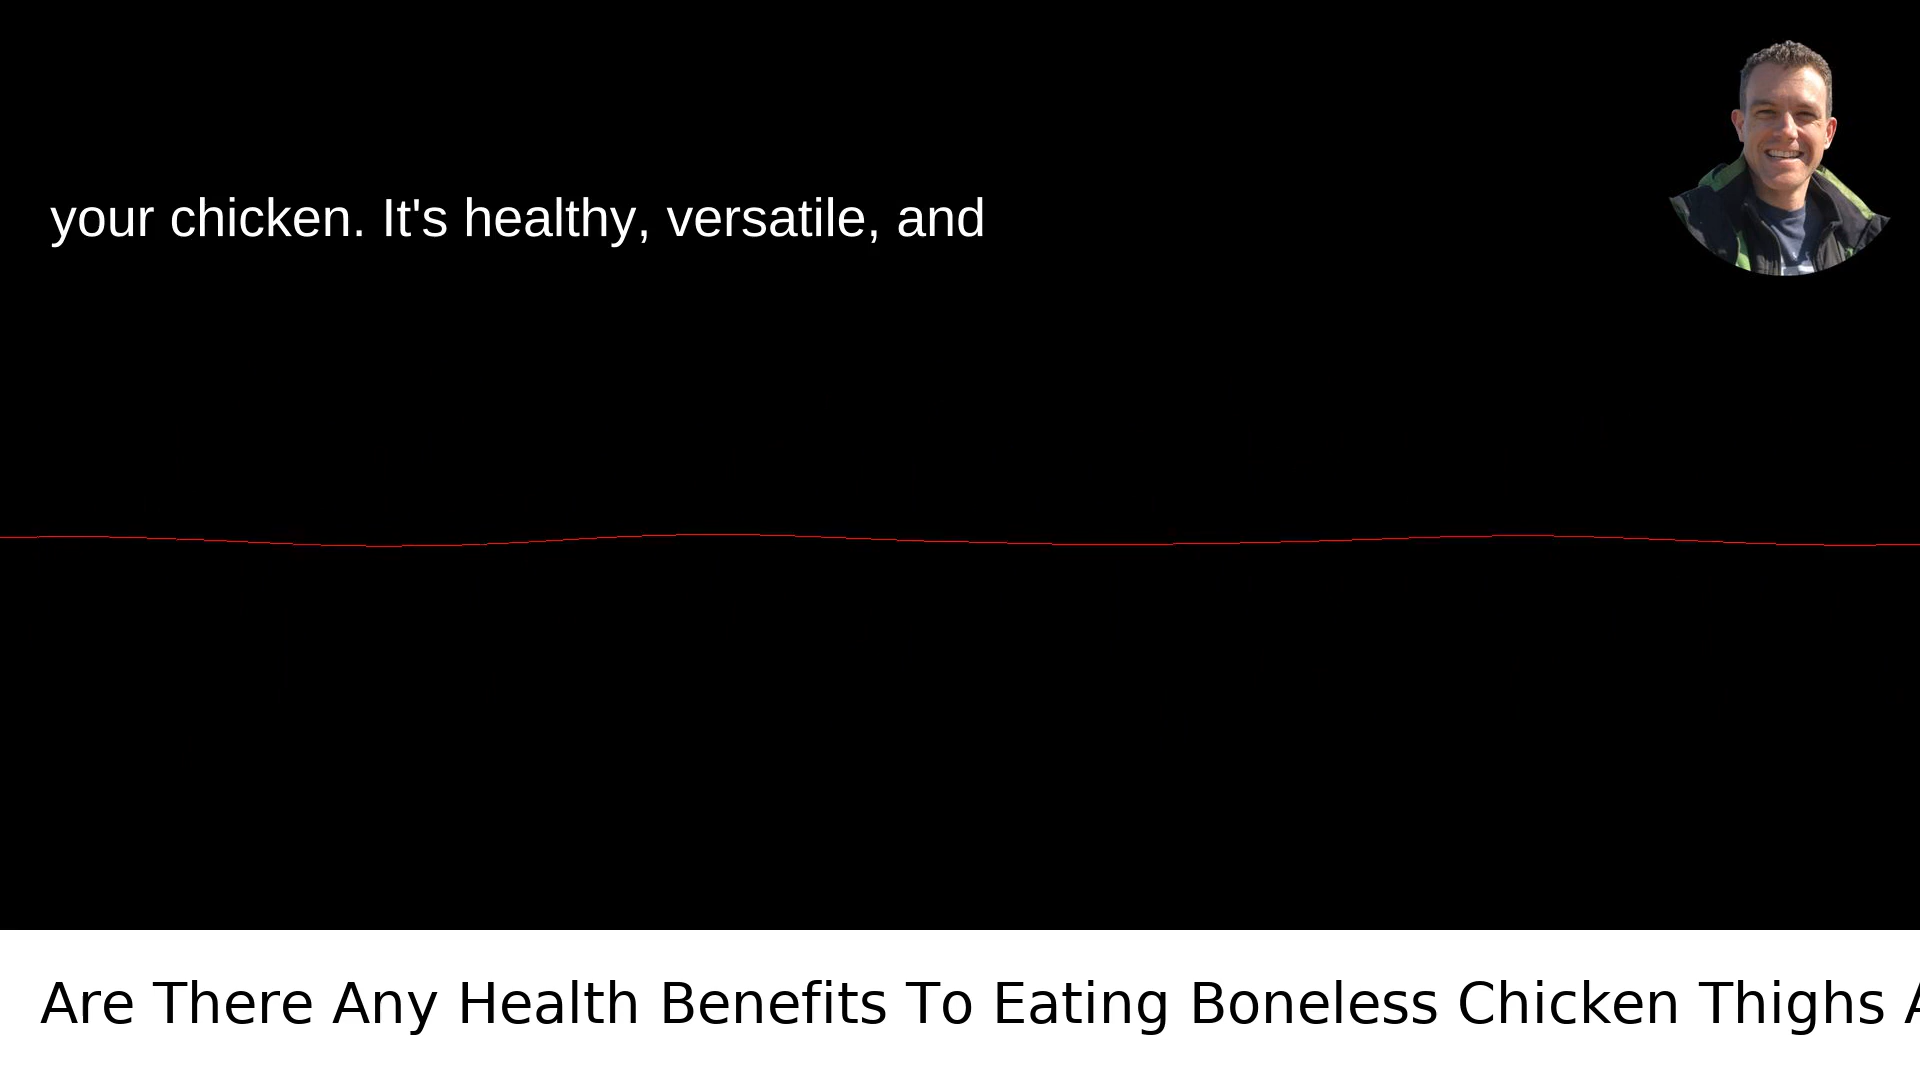 your chicken. It's healthy, versatile, and
Are There Any Health Benefits To Eating Boneless Chicken Thighs